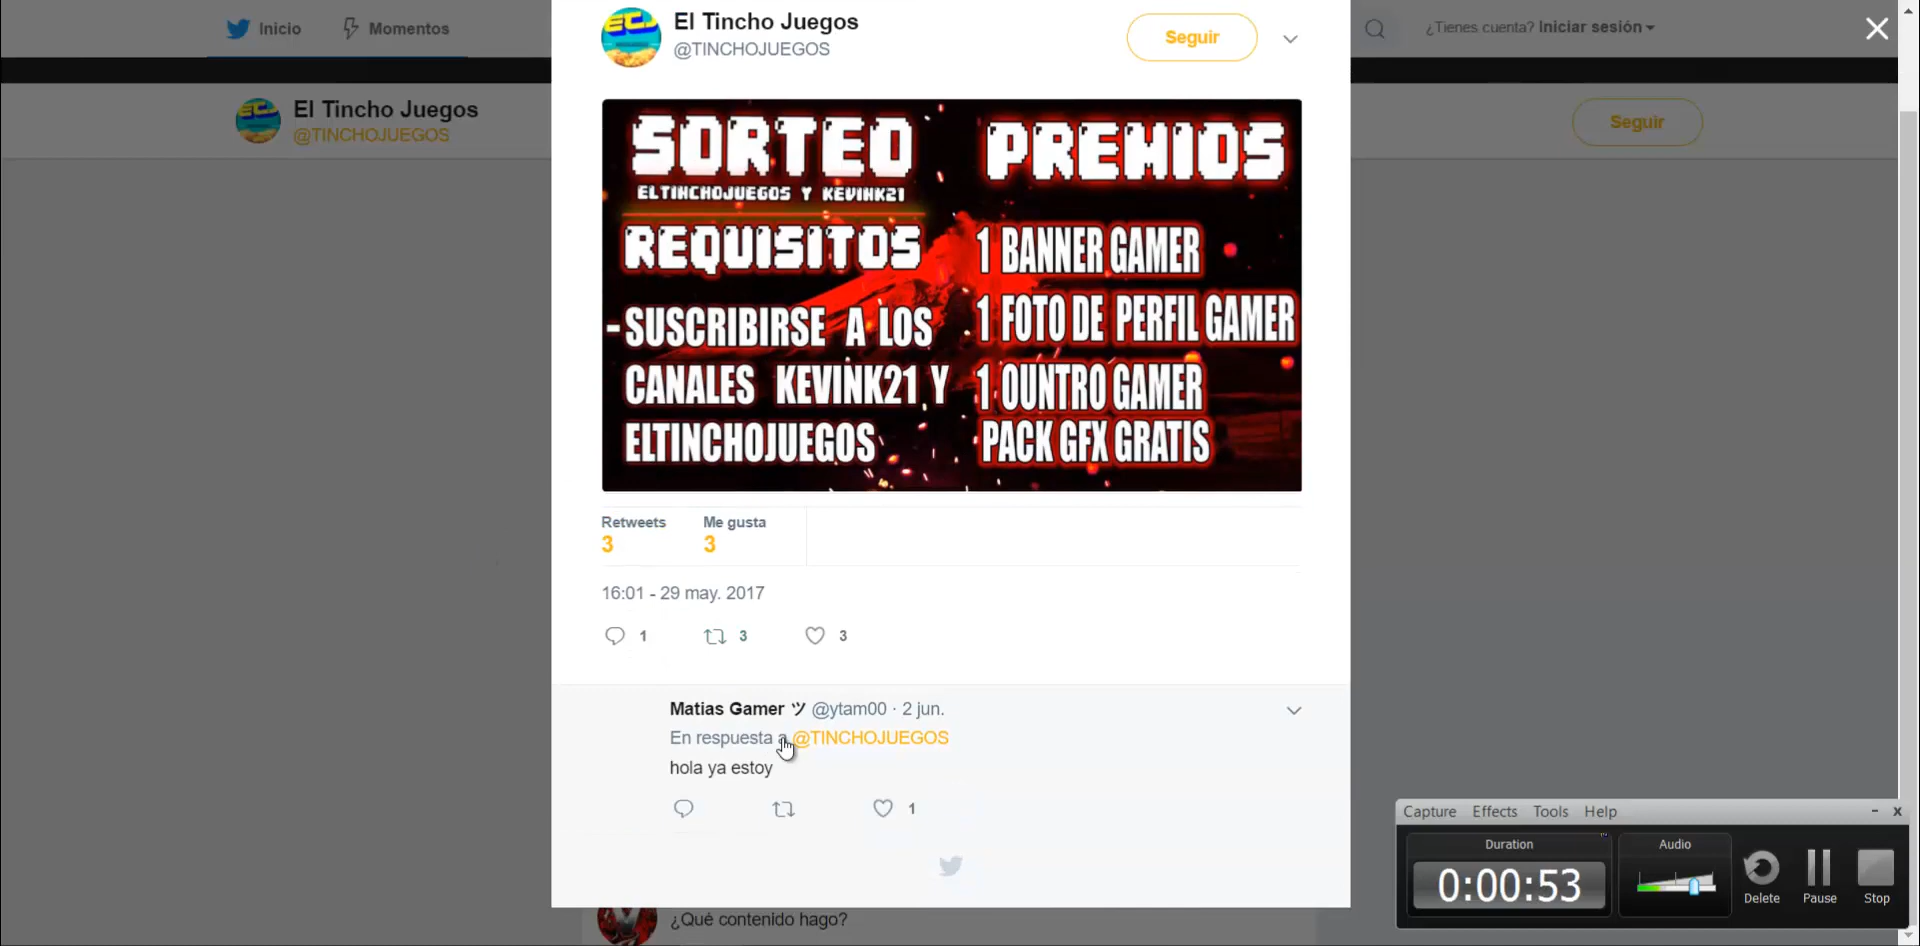 Inicio
Momentos
El Tincho Juegos
@TINCHOJUEGOS
Seguir
¿Tienes cuenta? Iniciar sesión
El Tincho Juegos
@TINCHOJUEGOS
Seguir
SORTEO
ELTINCHOJUEGOS Y KEVINK21
REQUISITOS
-SUSCRIBIRSE A LOS
CANALES KEVINK21 Y
ELTINCHOJUEGOS
PREMIOS
1 BANNER GAMER
1 FOTO DE PERFIL GAMER
1 OUNTRO GAMER
PACK GFX GRATIS
Retweets
3
Me gusta
3
16:01 - 29 may. 2017
1
3
3
Matias Gamer ツ @ytam00 · 2 jun.
En respuesta a @TINCHOJUEGOS
hola ya estoy
1
¿Qué contenido hago?
Capture Effects Tools Help
Duration
0:00:53
Audio
Delete
Pause
Stop